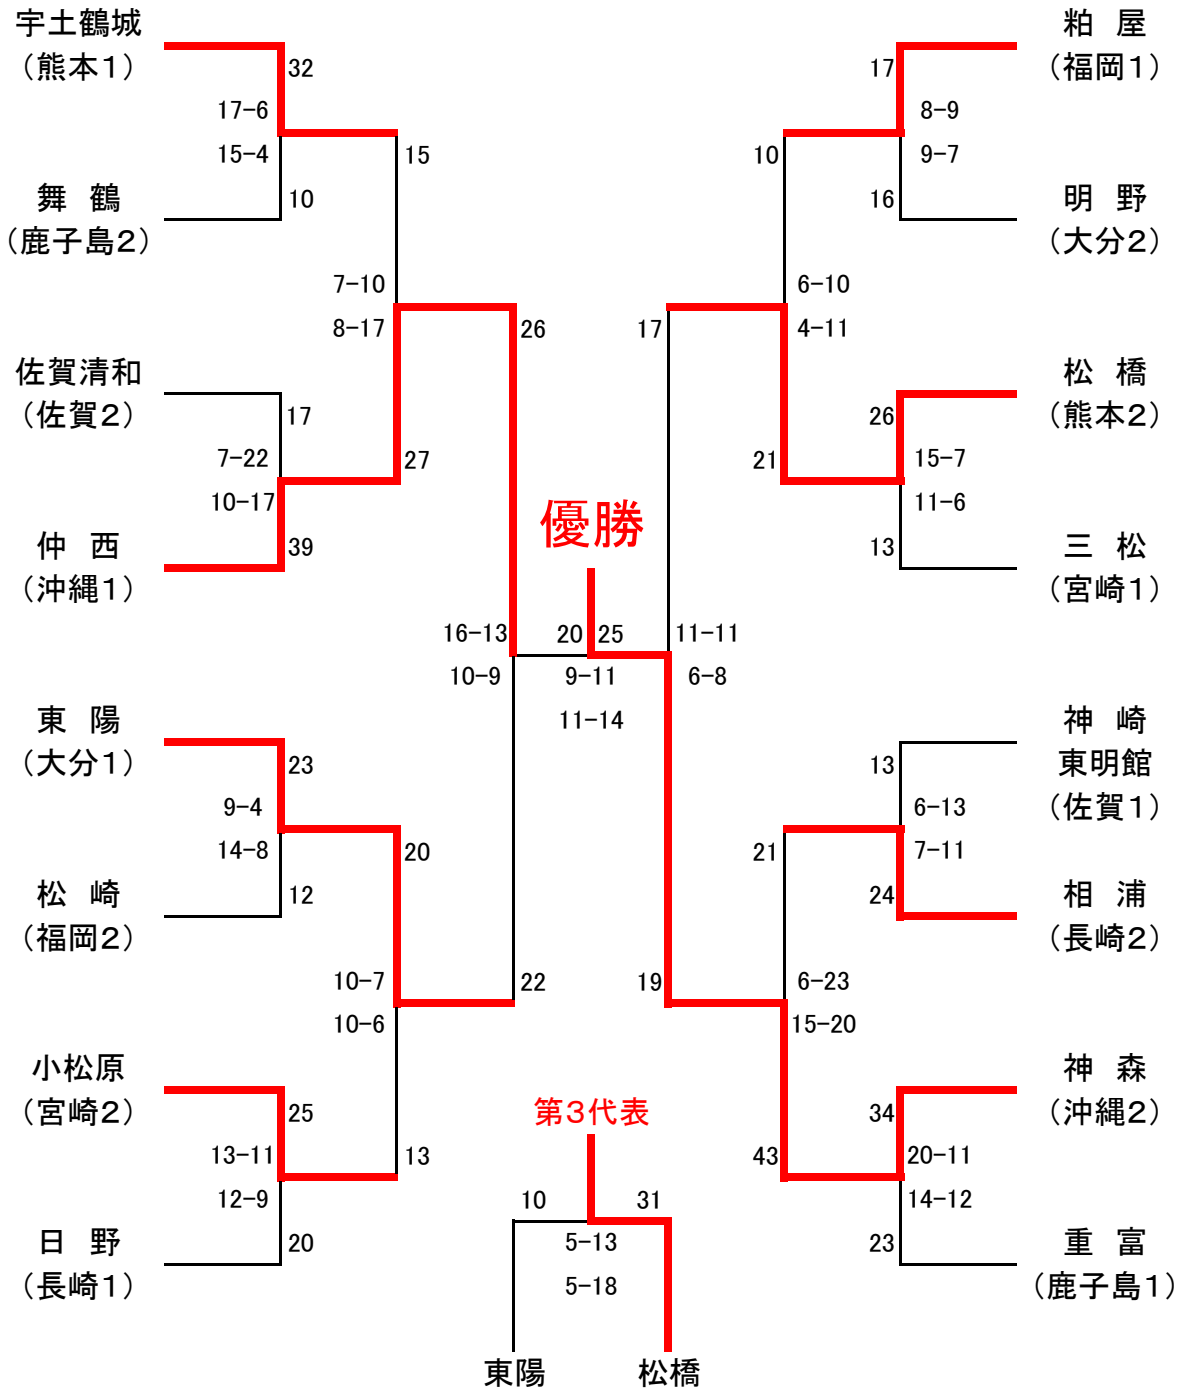 宇土鶴城
（熊本1）
32
17−6
15−4
10
舞　鶴
（鹿子島2）
15
7−10
8−17
27
佐賀清和
（佐賀2）
17
7−22
10−17
39
仲　西
（沖縄1）
26
16−13
10−9
22
東　陽
（大分1）
23
9−4
14−8
12
松　崎
（福岡2）
20
10−7
10−6
13
小松原
（宮崎2）
25
13−11
12−9
20
日　野
（長崎1）
優勝
20
25
9−11
11−14
第3代表
10
31
5−13
5−18
東陽
松橋
粕　屋
（福岡1）
17
8−9
9−7
16
明　野
（大分2）
10
6−10
4−11
21
松　橋
（熊本2）
26
15−7
11−6
13
三　松
（宮崎1）
17
11−11
6−8
19
神　崎
東明館
（佐賀1）
13
6−13
7−11
24
相　浦
（長崎2）
21
6−23
15−20
43
神　森
（沖縄2）
34
20−11
14−12
23
重　富
（鹿子島1）